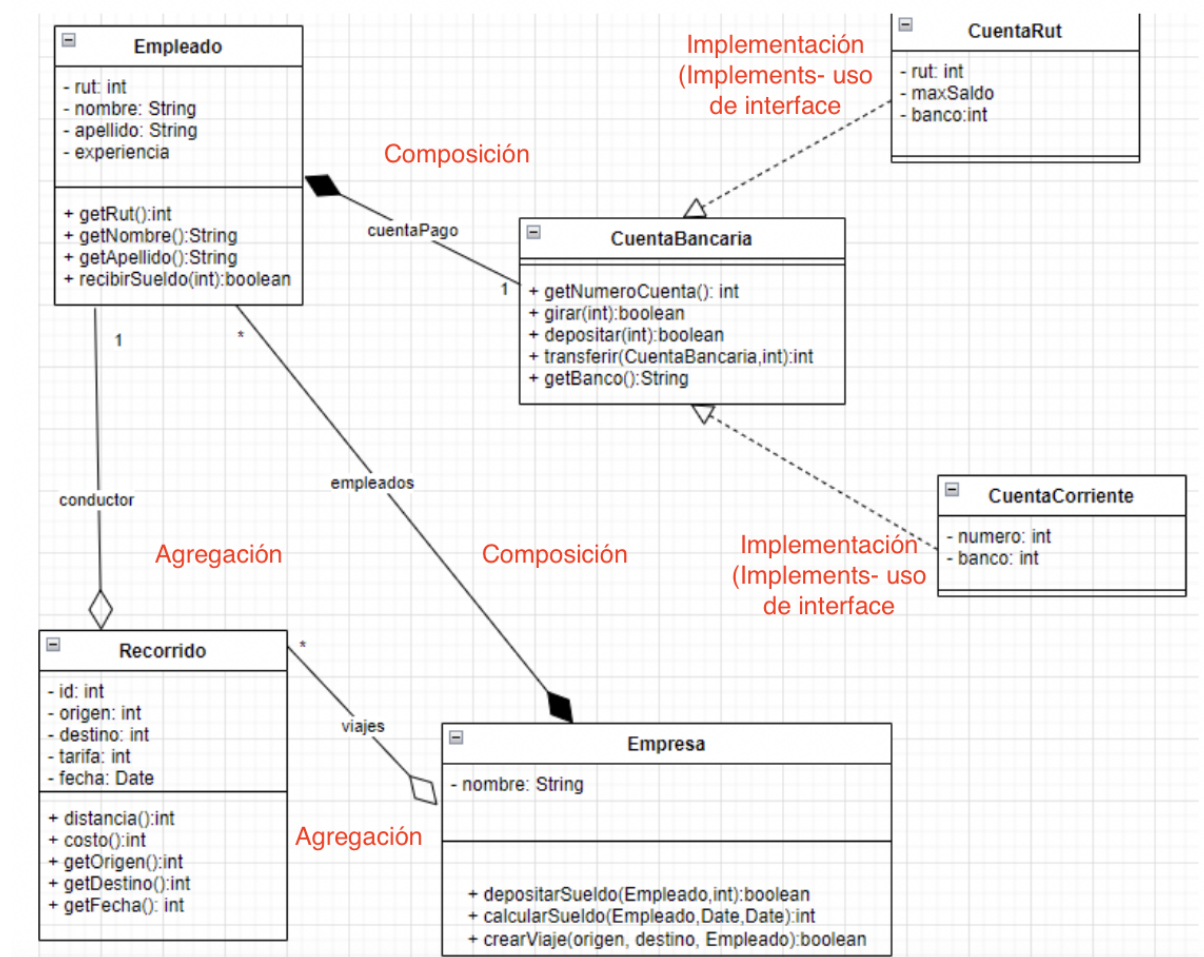 Empleado
- rut: int
- nombre: String
- apellido: String
- experiencia
+ getRut():int
+ getNombre():String
+ getApellido():String
+ recibirSueldo(int):boolean
Composición
cuentaPago
1
Implementación
(Implements- uso
de interface
CuentaRut
- rut: int
- maxSaldo
- banco:int
CuentaBancaria
+ getNumeroCuenta(): int
+ girar(int):boolean
+ depositar(int):boolean
+ transferir(CuentaBancaria,int):int
+ getBanco():String
1
*
empleados
conductor
Agregación
Composición
Implementación
(Implements- uso
de interface
CuentaCorriente
- numero: int
- banco: int
Recorrido
- id: int
- origen: int
- destino: int
- tarifa: int
- fecha: Date
+ distancia():int
+ costo():int
+ getOrigen():int
+ getDestino():int
+ getFecha(): int
*
viajes
Agregación
Empresa
- nombre: String
+ depositarSueldo(Empleado,int):boolean
+ calcularSueldo(Empleado,Date,Date):int
+ crearViaje(origen, destino, Empleado):boolean